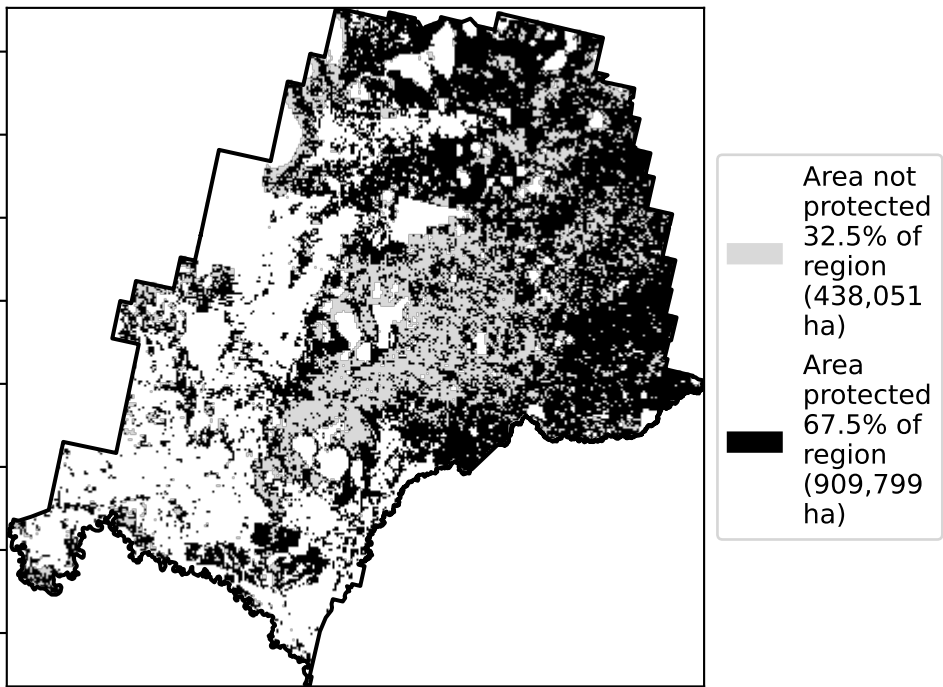 Area not
protected
32.5% of
region
(438,051
ha)
Area
protected
67.5% of
region
(909,799
ha)